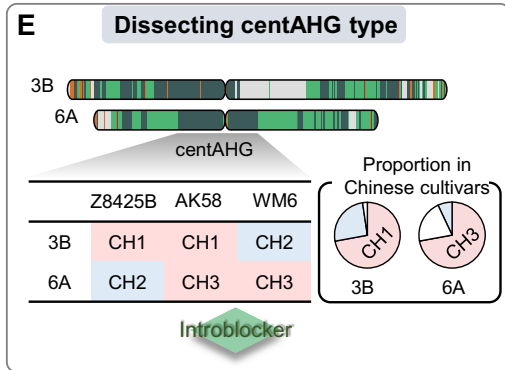 E
Dissecting centAHG type
3B
6A
centAHG
Z8425B AK58 WM6
3B CH1 CH1 CH2
6A CH2 CH3 CH3
Proportion in
Chinese cultivars
CH1 CH3
3B 6A
Introblocker